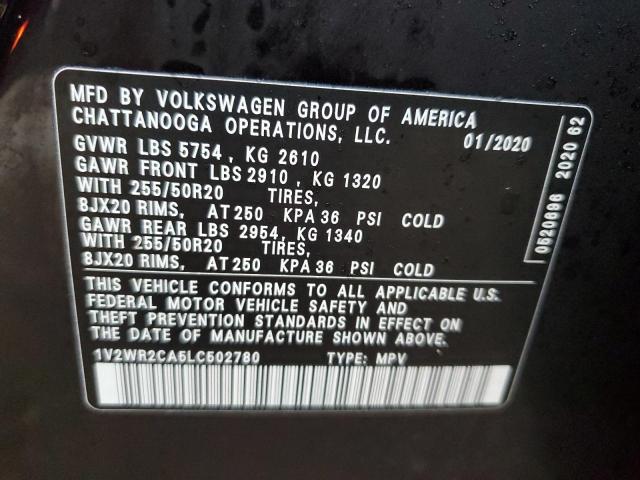 MFD BY VOLKSWAGEN GROUP OF AMERICA
CHATTANOOGA OPERATIONS, LLC.
01/2020
GVWR LBS 5754 , KG 2610
GAWR FRONT LBS 2910 , KG 1320
WITH 255/50R20 TIRES,
8JX20 RIMS, AT 250 KPA 36 PSI COLD
GAWR REAR LBS 2954, KG 1340
WITH 255/50R20 TIRES,
8JX20 RIMS, AT 250 KPA 36 PSI COLD
THIS VEHICLE CONFORMS TO ALL APPLICABLE U.S.
FEDERAL MOTOR VEHICLE SAFETY AND
THEFT PREVENTION STANDARDS IN EFFECT ON
THE DATE OF MANUFACTURE SHOWN ABOVE.
1V2WR2CA5LC502780 TYPE: MPV
0520696 2020 62